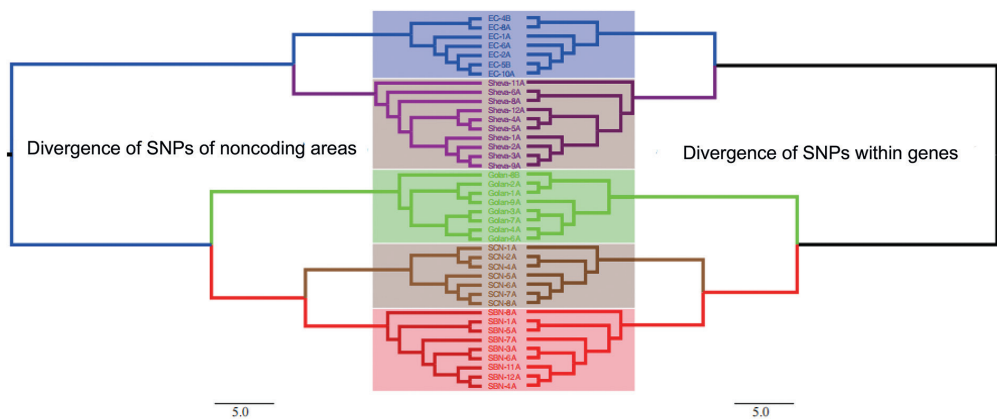 EC-4B
EC-8A
EC-1A
EC-6A
EC-2A
EC-5B
EC-10A
Sheva-11A
Sheva-6A
Sheva-8A
Sheva-12A
Sheva-4A
Sheva-5A
Sheva-1A
Sheva-2A
Sheva-3A
Sheva-9A
Divergence of SNPs of noncoding areas
Divergence of SNPs within genes
Golan-8B
Golan-2A
Golan-1A
Golan-9A
Golan-3A
Golan-7A
Golan-4A
Golan-6A
SCN-1A
SCN-2A
SCN-4A
SCN-5A
SCN-6A
SCN-7A
SCN-8A
SBN-8A
SBN-1A
SBN-5A
SBN-7A
SBN-3A
SBN-6A
SBN-11A
SBN-12A
SBN-4A
5.0
5.0